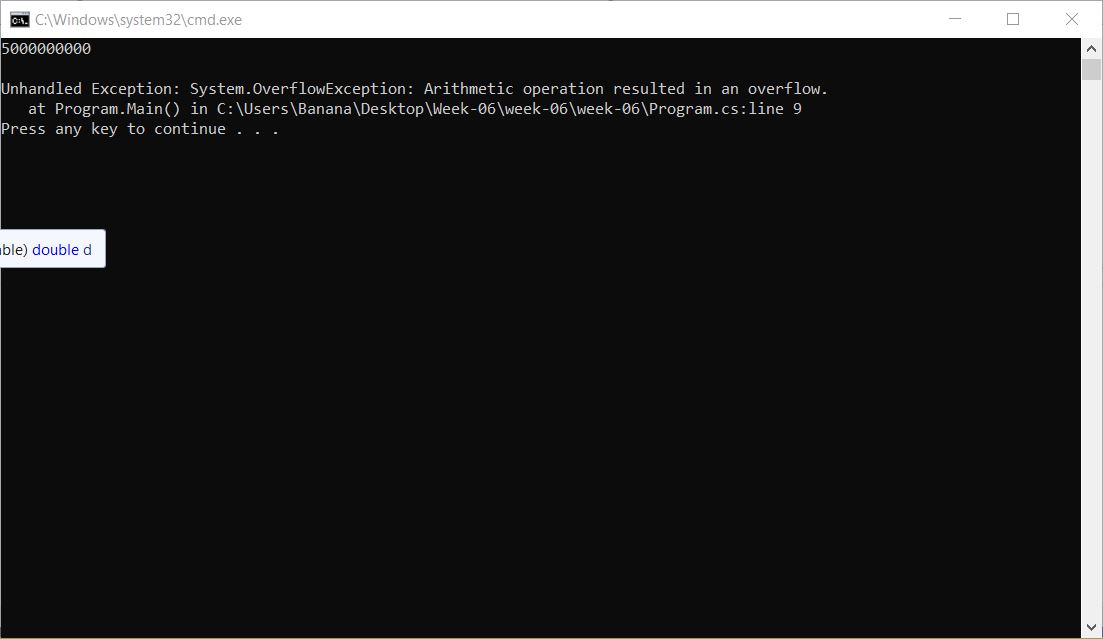 C:\Windows\system32\cmd.exe
5000000000
Unhandled Exception: System.OverflowException: Arithmetic operation resulted in an overflow.
at Program.Main() in C:\Users\Banana\Desktop\Week-06\week-06\week-06\Program.cs:line 9
Press any key to continue . . .
double d